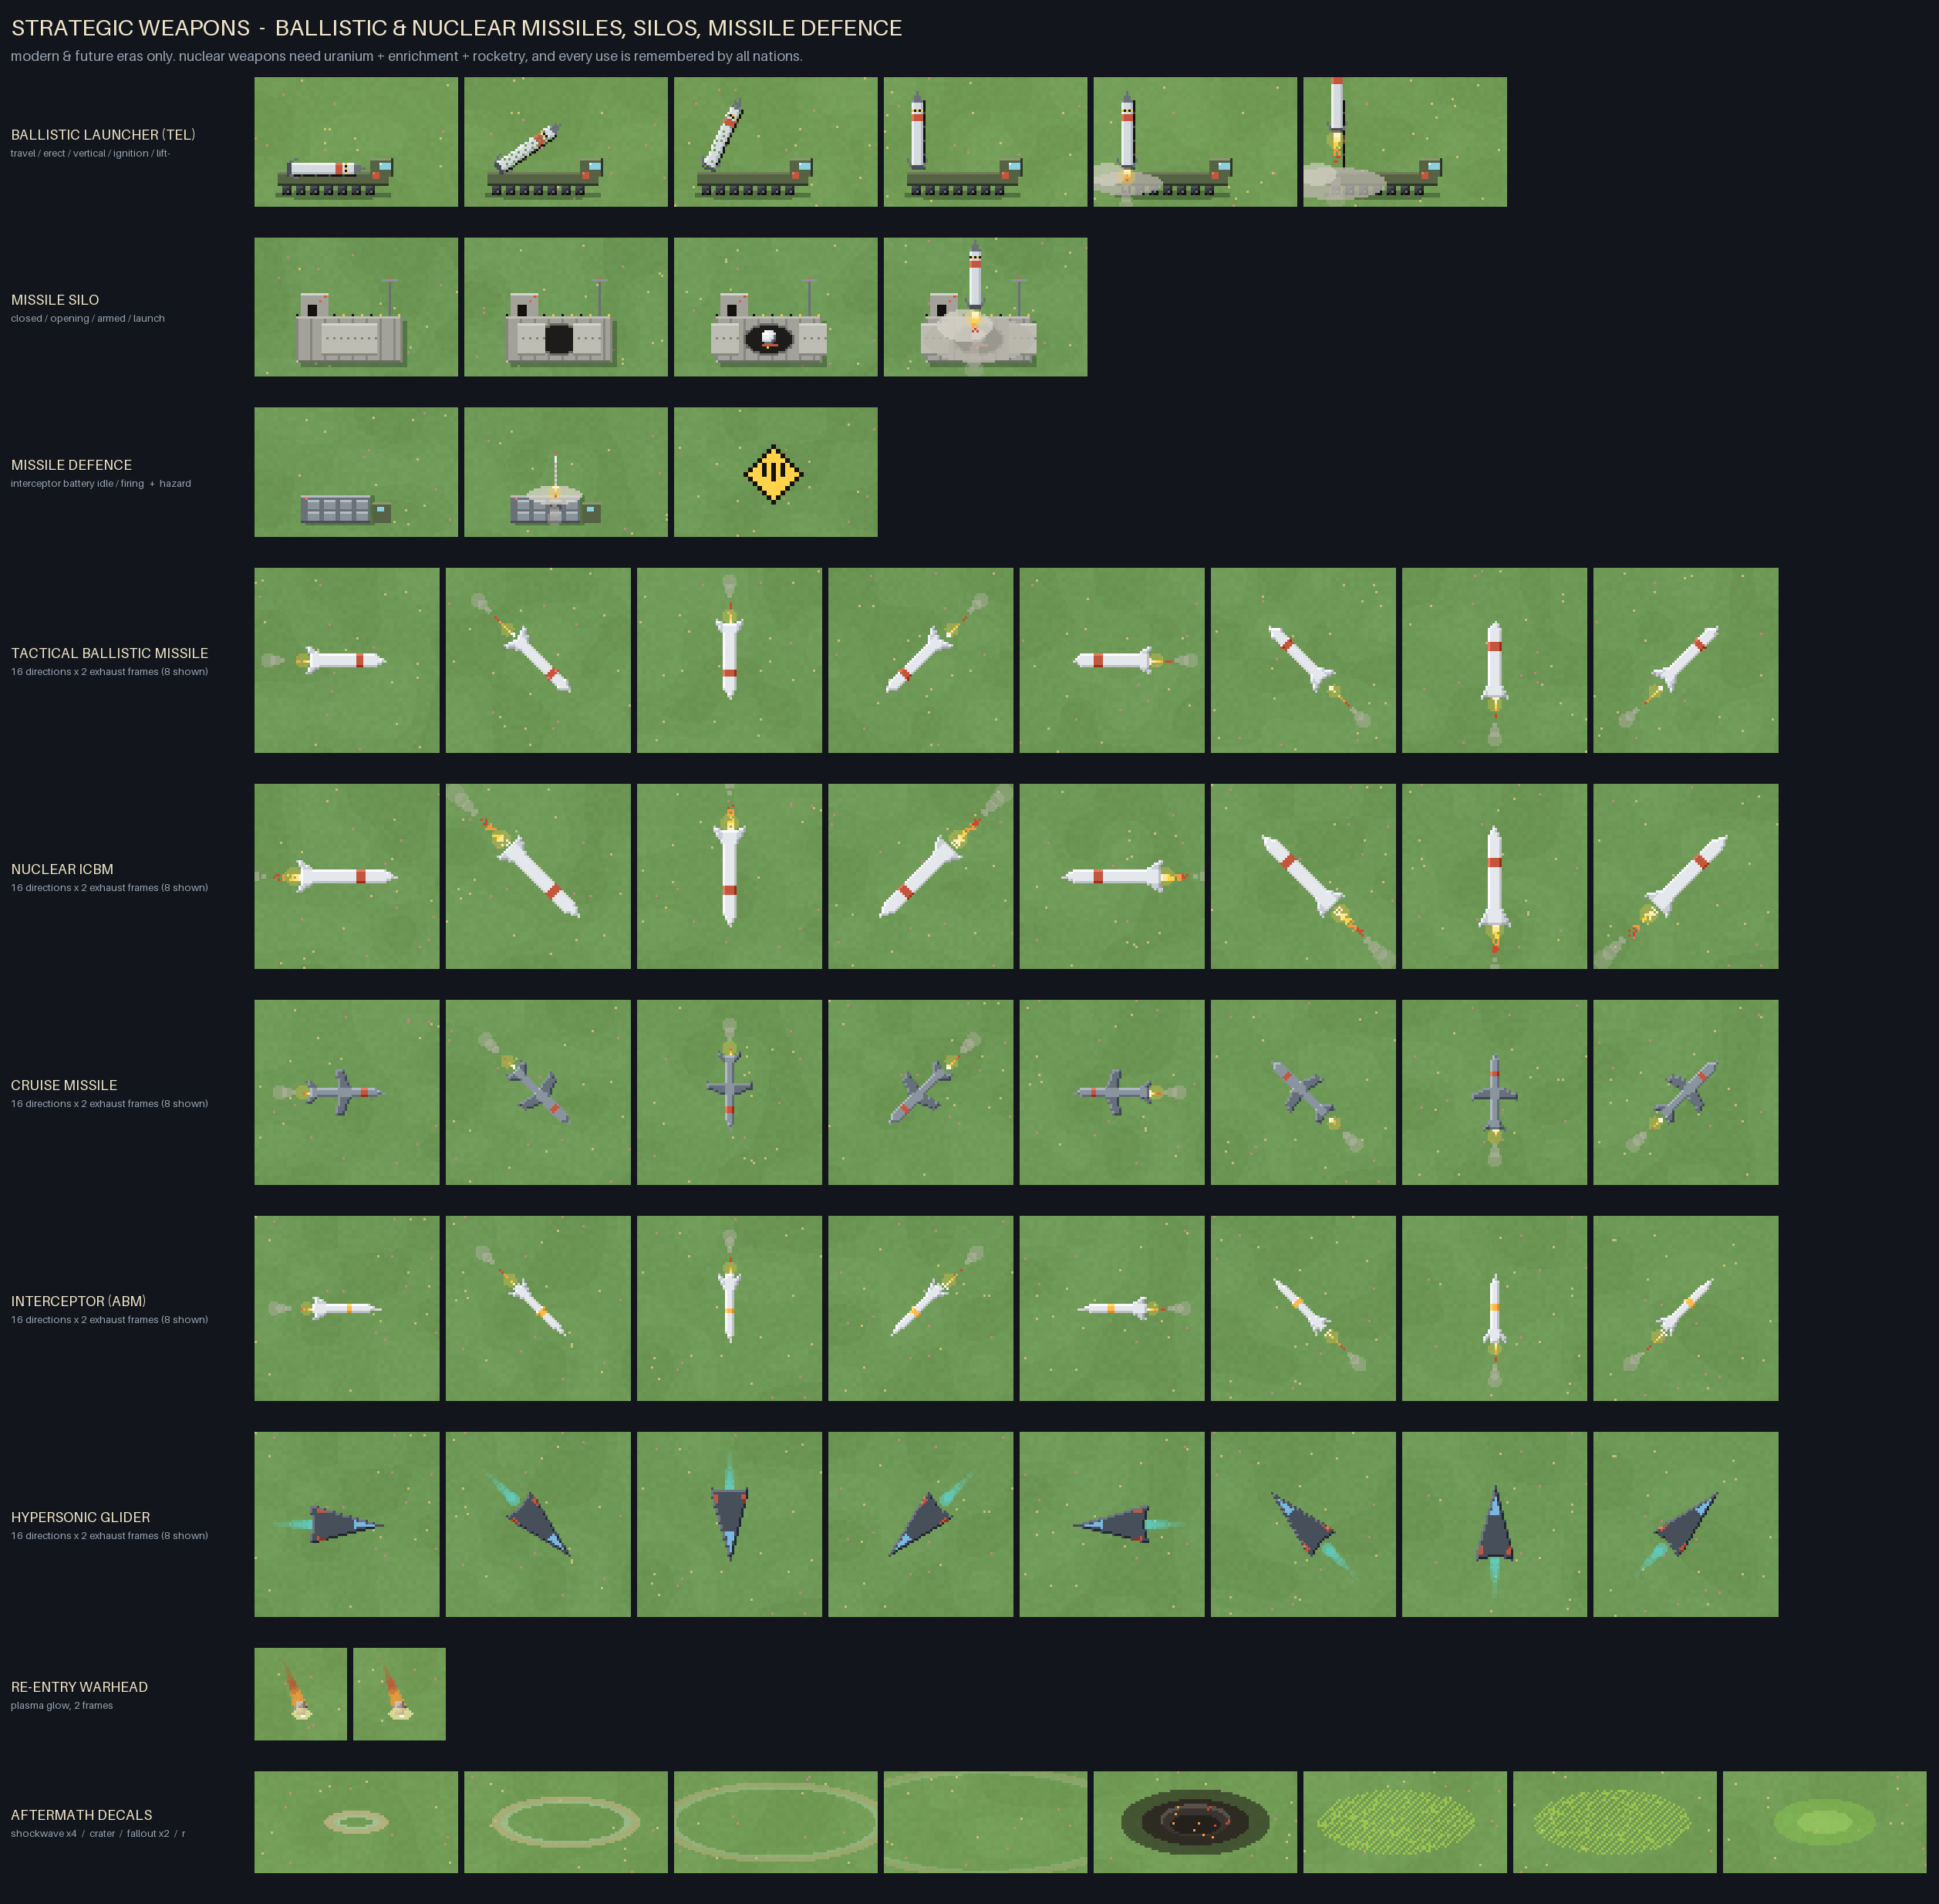 STRATEGIC WEAPONS - BALLISTIC & NUCLEAR MISSILES, SILOS, MISSILE DEFENCE
modern & future eras only. nuclear weapons need uranium + enrichment + rocketry, and every use is remembered by all nations.
BALLISTIC LAUNCHER (TEL)
travel / erect / vertical / ignition / lift-
MISSILE SILO
closed / opening / armed / launch
MISSILE DEFENCE
interceptor battery idle / firing + hazard
TACTICAL BALLISTIC MISSILE
16 directions x 2 exhaust frames (8 shown)
NUCLEAR ICBM
16 directions x 2 exhaust frames (8 shown)
CRUISE MISSILE
16 directions x 2 exhaust frames (8 shown)
INTERCEPTOR (ABM)
16 directions x 2 exhaust frames (8 shown)
HYPERSONIC GLIDER
16 directions x 2 exhaust frames (8 shown)
RE-ENTRY WARHEAD
plasma glow, 2 frames
AFTERMATH DECALS
shockwave x4 / crater / fallout x2 / r